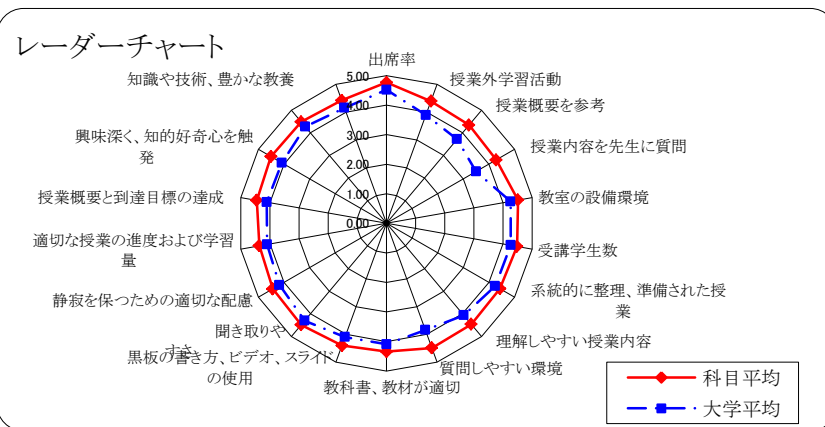 レーダーチャート
出席率
授業外学習活動
授業概要を参考
授業内容を先生に質問
教室の設備環境
受講学生数
系統的に整理、準備された授
業
理解しやすい授業内容
質問しやすい環境
教科書、教材が適切
黒板の書き方、ビデオ、スライド
の使用
聞き取りや
すさ
静寂を保つための適切な配慮
適切な授業の進度および学習
量
授業概要と到達目標の達成
興味深く、知的好奇心を触
発
知識や技術、豊かな教養
5.00
4.00
3.00
2.00
1.00
0.00
科目平均
大学平均